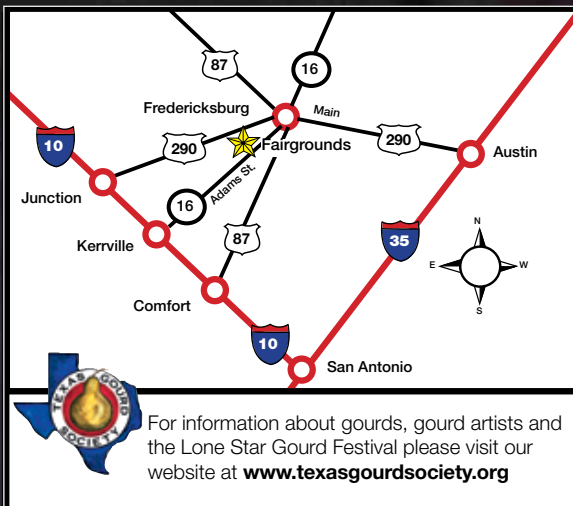 87
16
Fredericksburg
Main
10
290
Fairgrounds
290
Austin
Junction
16
Adams St.
Kerrville
87
35
N
E
W
S
Comfort
10
San Antonio
TEXAS GOURD
SOCIETY
For information about gourds, gourd artists and
the Lone Star Gourd Festival please visit our
website at www.texasgourdsociety.org